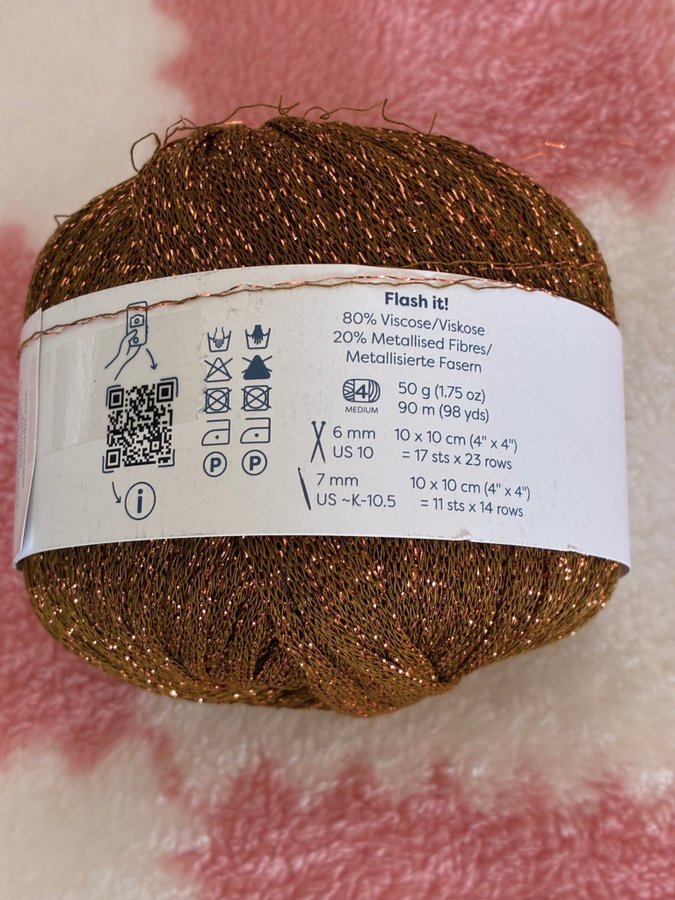 Flash it!
80% Viscose/Viskose
20% Metallised Fibres/
Metallisierte Fasern
4
MEDIUM
50 g (1.75 oz)
90 m (98 yds)
6 mm
US 10
10 x 10 cm (4" x 4")
= 17 sts x 23 rows
7 mm
US ~K-10.5
10 x 10 cm (4" x 4")
= 11 sts x 14 rows
P P
i